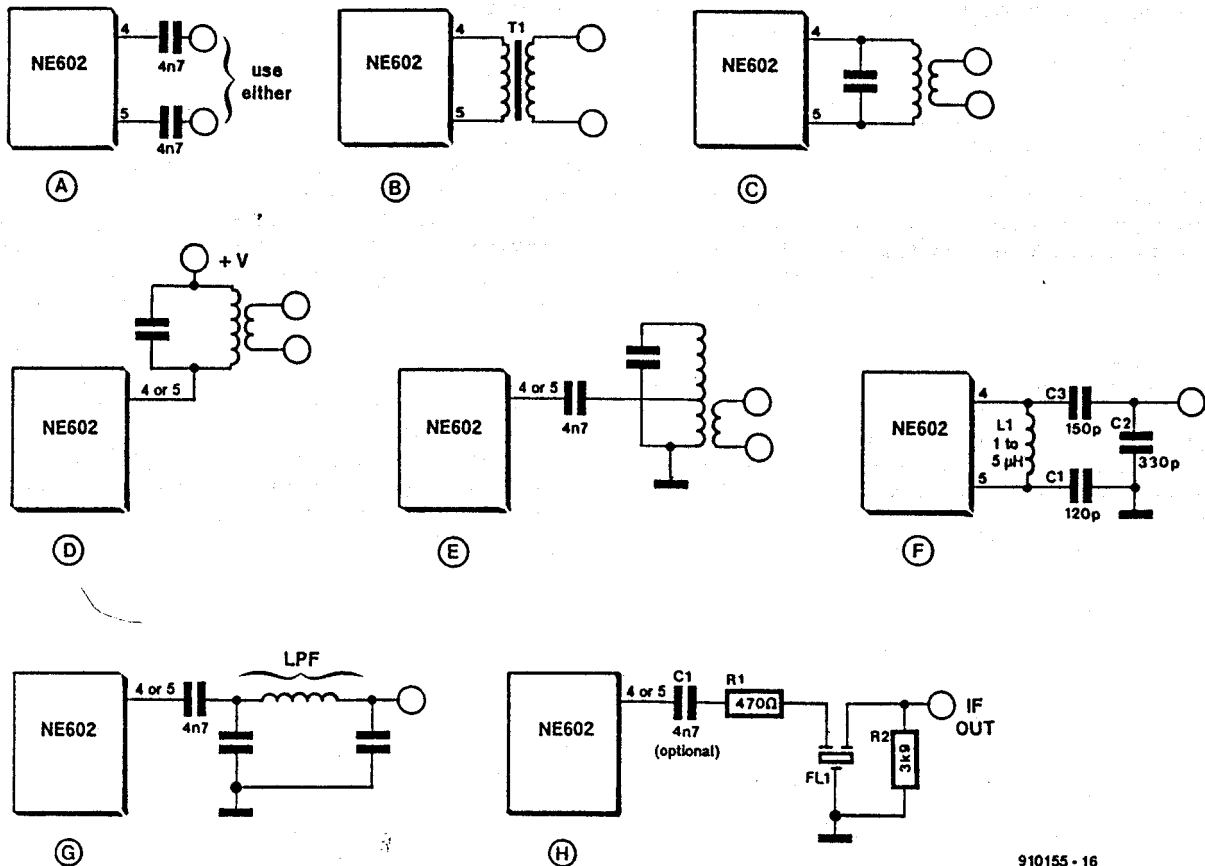 NE602
4
5
4n7
4n7
use
either
A
NE602
4
5
T1
B
NE602
4
5
C
+ V
4 or 5
NE602
D
4 or 5
4n7
NE602
E
NE602
4
5
L1
1 to
5 µH
C3
150p
C2
330p
C1
120p
F
LPF
4 or 5
4n7
NE602
G
4 or 5
C1
4n7
(optional)
R1
470Ω
NE602
FL1
R2
3k9
IF
OUT
H
910155 - 16